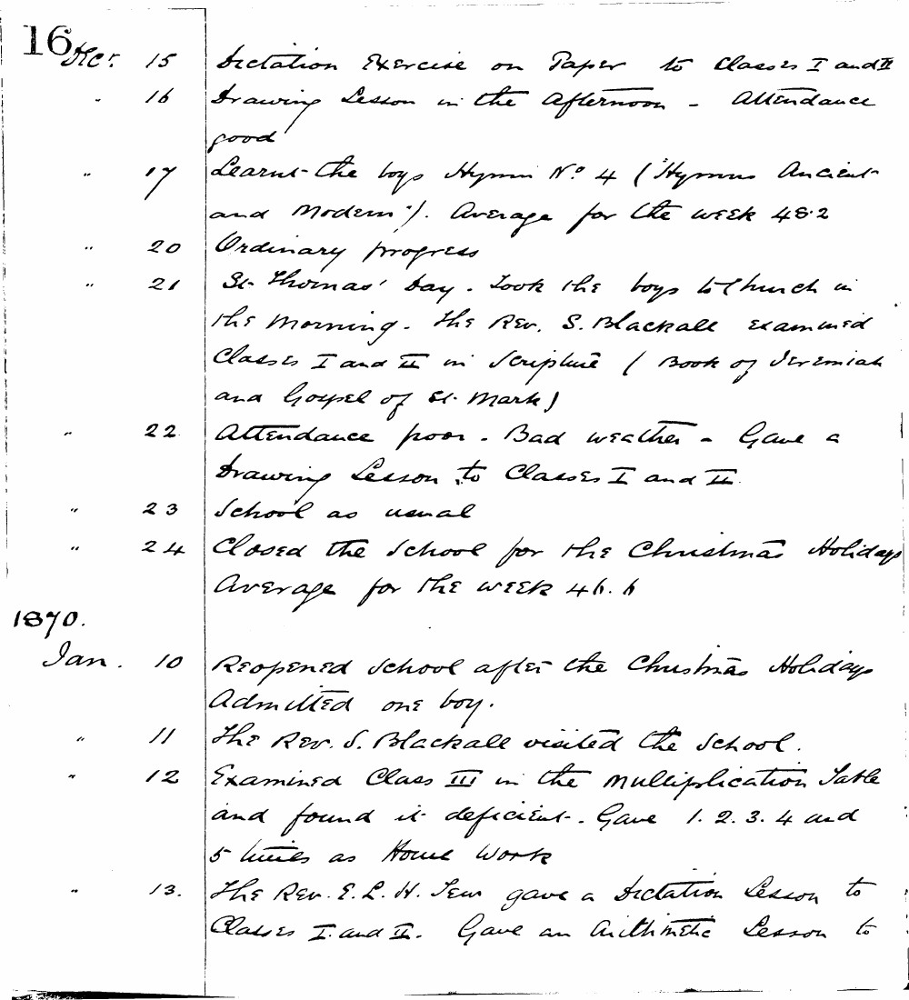 16
Decr. 15 Dictation Exercise on Paper to Classes I and II
" 16 Drawing Lesson in the Afternoon - Attendance
good
" 17 Learnt the boys Hymn No. 4 ('Hymns Ancient
and Modern'). Average for the week 48.2
" 20 Ordinary progress
" 21 St. Thomas' Day. Took the boys to Church in
the morning. The Rev. S. Blackall examined
Classes I and II in Scripture (Book of Jeremiah
and Gospel of St. Mark)
" 22 Attendance poor - Bad weather - Gave a
Drawing Lesson to Classes I and II
" 23 School as usual
" 24 Closed the School for the Christmas Holidays
Average for the week 46.6
1870.
Jan. 10 Reopened School after the Christmas Holidays
Admitted one boy.
" 11 The Rev. S. Blackall visited the School.
" 12 Examined Class III in the Multiplication Table
and found it deficient. Gave 1. 2. 3. 4 and
5 times as Home Work
" 13. The Rev. E. L. H. Tew gave a Dictation Lesson to
Classes I and II. Gave an Arithmetic Lesson to